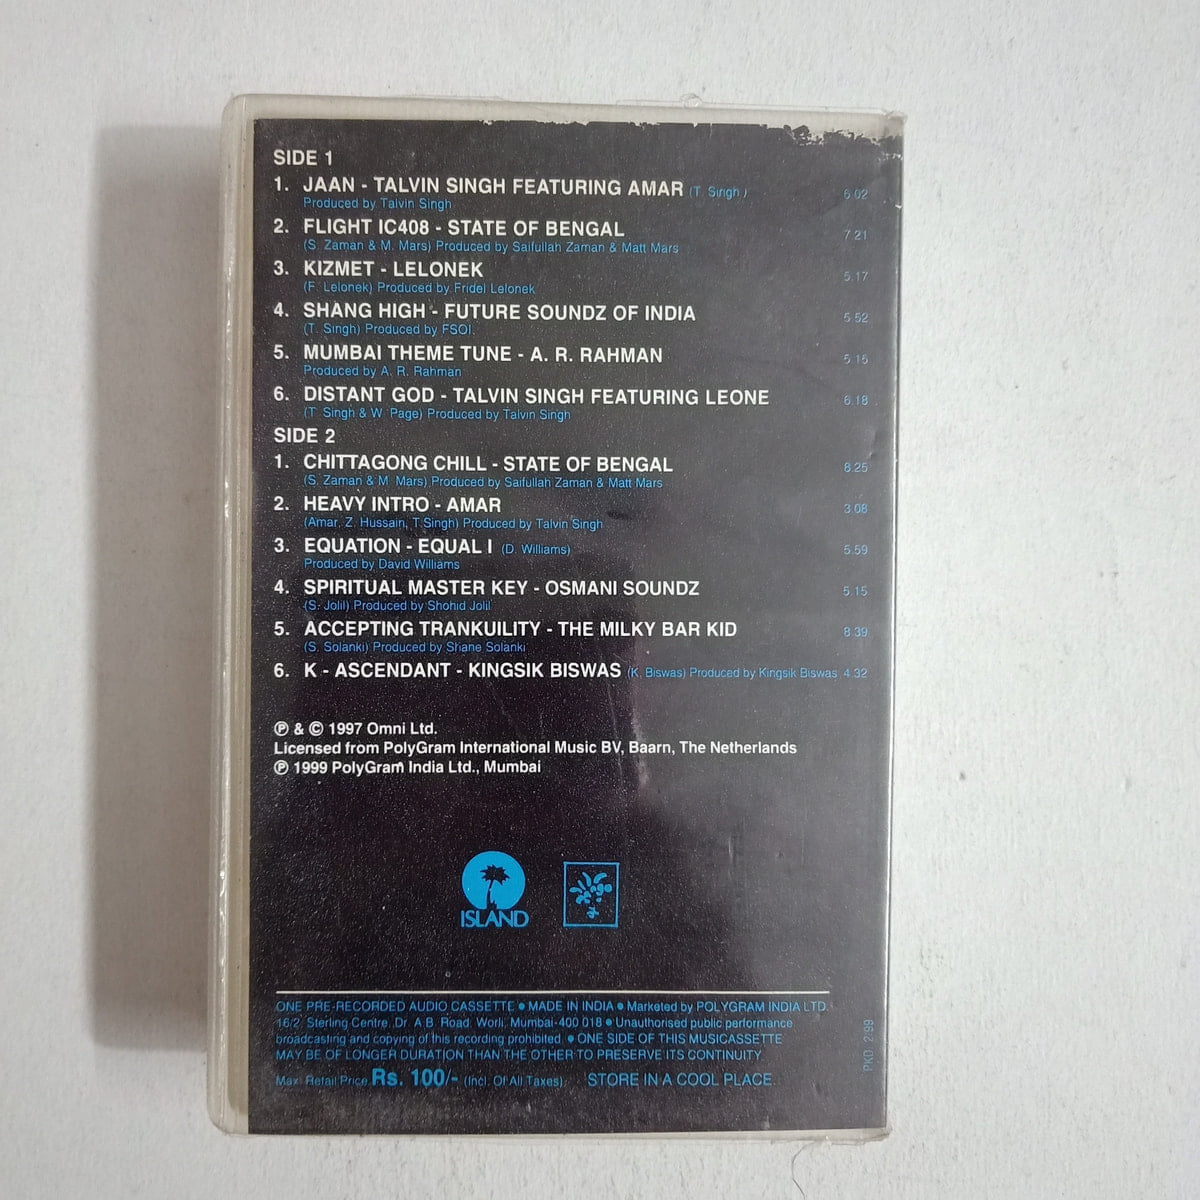 SIDE 1
1. JAAN - TALVIN SINGH FEATURING AMAR (T. Singh) 6.02
Produced by Talvin Singh
2. FLIGHT IC408 - STATE OF BENGAL 7.21
(S. Zaman & M. Mars) Produced by Saifullah Zaman & Matt Mars
3. KIZMET - LELONEK 5.17
(F. Lelonek) Produced by Fridel Lelonek
4. SHANG HIGH - FUTURE SOUNDZ OF INDIA 5.52
(T. Singh) Produced by FSOI.
5. MUMBAI THEME TUNE - A. R. RAHMAN 5.15
Produced by A. R. Rahman
6. DISTANT GOD - TALVIN SINGH FEATURING LEONE 6.18
(T. Singh & W. Page) Produced by Talvin Singh
SIDE 2
1. CHITTAGONG CHILL - STATE OF BENGAL 8.25
(S. Zaman & M. Mars) Produced by Saifullah Zaman & Matt Mars
2. HEAVY INTRO - AMAR 3.08
(Amar, Z. Hussain, T.Singh) Produced by Talvin Singh
3. EQUATION - EQUAL I (D. Williams) 5.59
Produced by David Williams
4. SPIRITUAL MASTER KEY - OSMANI SOUNDZ 5.15
(S. Jolil) Produced by Shohid Jolil
5. ACCEPTING TRANKUILITY - THE MILKY BAR KID 8.39
(S. Solanki) Produced by Shane Solanki
6. K - ASCENDANT - KINGSIK BISWAS (K. Biswas) Produced by Kingsik Biswas 4.32
℗ & © 1997 Omni Ltd.
Licensed from PolyGram International Music BV, Baarn, The Netherlands
℗ 1999 PolyGram India Ltd., Mumbai
ISLAND
ONE PRE-RECORDED AUDIO CASSETTE ● MADE IN INDIA ● Marketed by POLYGRAM INDIA LTD.
16/2, Sterling Centre, Dr. A.B. Road, Worli, Mumbai-400 018 ● Unauthorised public performance
broadcasting and copying of this recording prohibited. ● ONE SIDE OF THIS MUSICASSETTE
MAY BE OF LONGER DURATION THAN THE OTHER TO PRESERVE ITS CONTINUITY.
Max. Retail Price Rs. 100/- (Incl. Of All Taxes). STORE IN A COOL PLACE.
PKD. 2/99